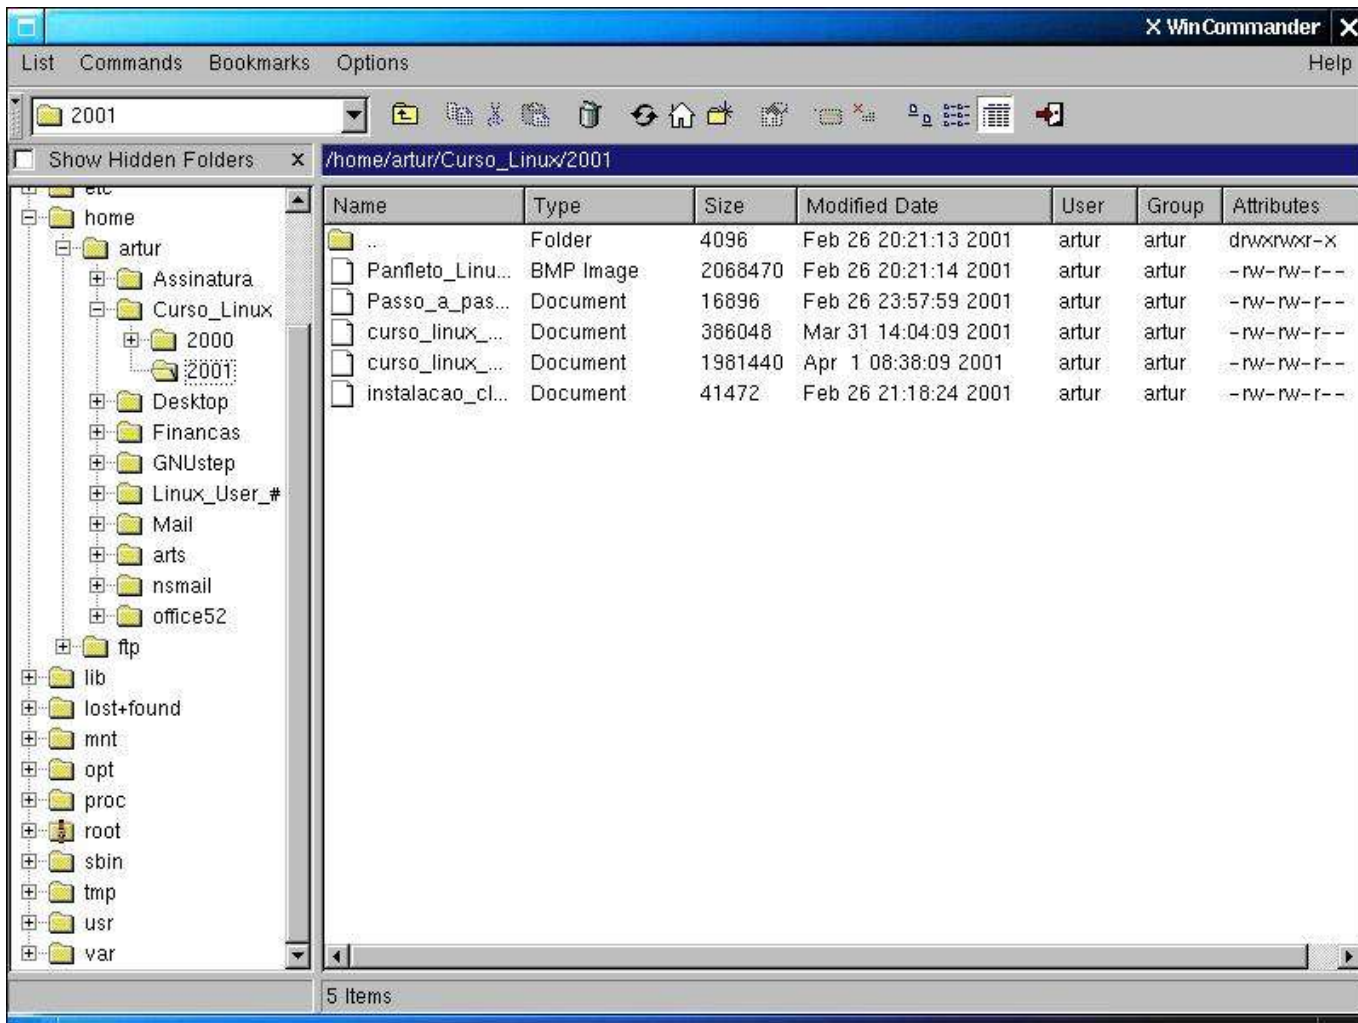 X WinCommander X
List Commands Bookmarks Options Help
2001
Show Hidden Folders x /home/artur/Curso_Linux/2001
etc
home
artur
Assinatura
Curso_Linux
2000
2001
Desktop
Financas
GNUstep
Linux_User_#
Mail
arts
nsmail
office52
ftp
lib
lost+found
mnt
opt
proc
root
sbin
tmp
usr
var
Name Type Size Modified Date User Group Attributes
.. Folder 4096 Feb 26 20:21:13 2001 artur artur drwxrwxr-x
Panfleto_Linu... BMP Image 2068470 Feb 26 20:21:14 2001 artur artur -rw-rw-r--
Passo_a_pas... Document 16896 Feb 26 23:57:59 2001 artur artur -rw-rw-r--
curso_linux_... Document 386048 Mar 31 14:04:09 2001 artur artur -rw-rw-r--
curso_linux_... Document 1981440 Apr 1 08:38:09 2001 artur artur -rw-rw-r--
instalacao_cl... Document 41472 Feb 26 21:18:24 2001 artur artur -rw-rw-r--
5 Items